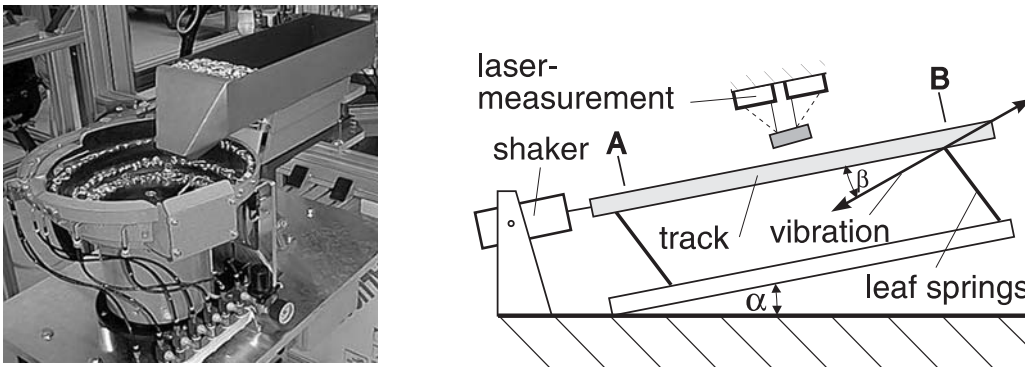 laser-
measurement
B
shaker
A
β
track
vibration
leaf springs
α